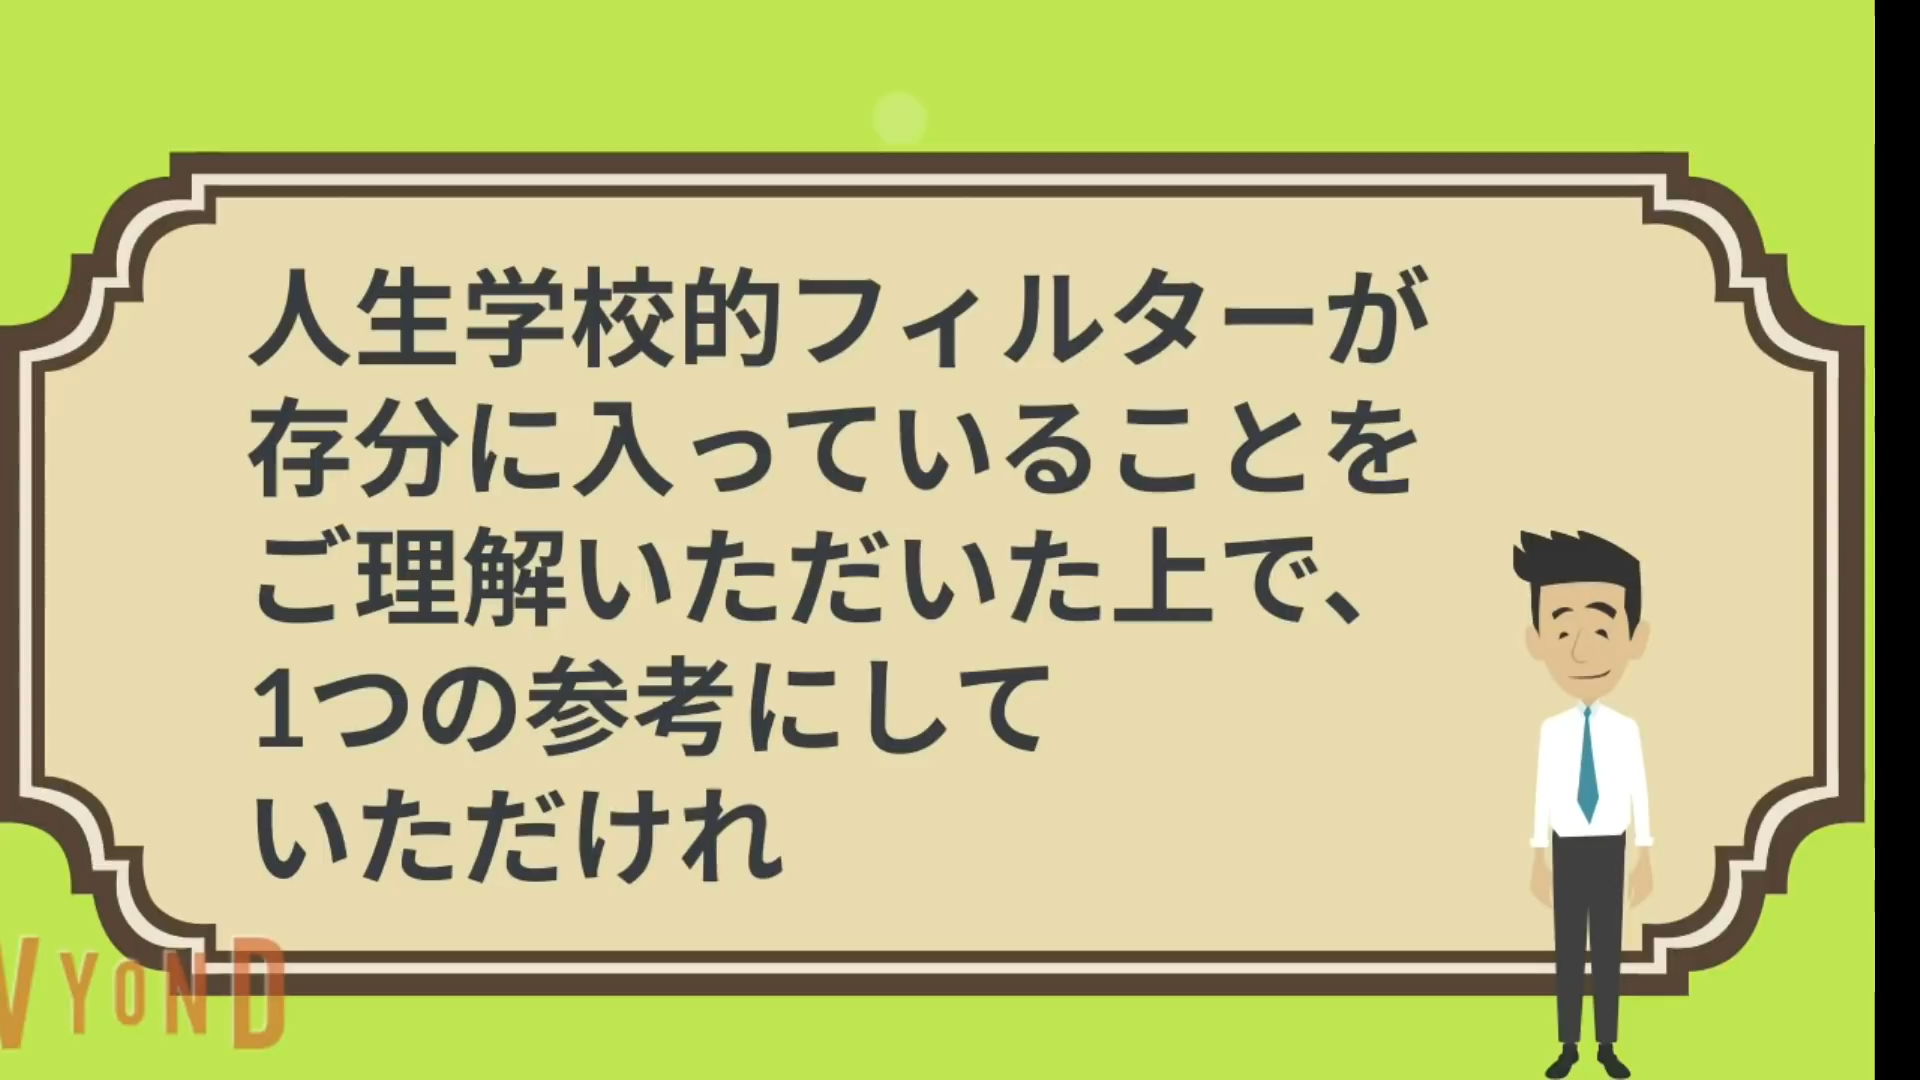 人生学校的フィルターが
存分に入っていることを
ご理解いただいた上で、
1つの参考にして
いただけれ
VYOND